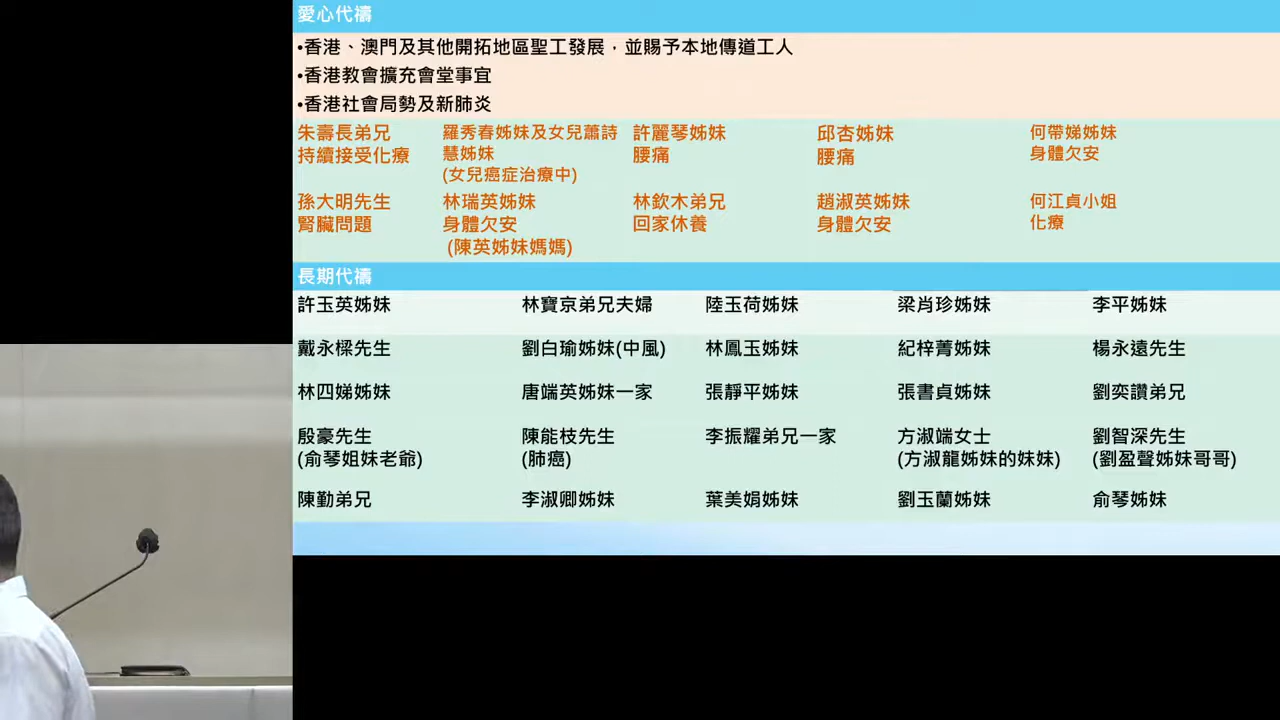 愛心代禱
•香港、澳門及其他開拓地區聖工發展，並賜予本地傳道工人
•香港教會擴充會堂事宜
•香港社會局勢及新肺炎
朱壽長弟兄
持續接受化療
羅秀春姊妹及女兒蕭詩
慧姊妹
(女兒癌症治療中)
許麗琴姊妹
腰痛
邱杏姊妹
腰痛
何帶娣姊妹
身體欠安
孫大明先生
腎臟問題
林瑞英姊妹
身體欠安
(陳英姊妹媽媽)
林欽木弟兄
回家休養
趙淑英姊妹
身體欠安
何江貞小姐
化療
長期代禱
許玉英姊妹
林寶京弟兄夫婦
陸玉荷姊妹
梁肖珍姊妹
李平姊妹
戴永樑先生
劉白瑜姊妹(中風)
林鳳玉姊妹
紀梓菁姊妹
楊永遠先生
林四娣姊妹
唐端英姊妹一家
張靜平姊妹
張書貞姊妹
劉奕讚弟兄
殷豪先生
(俞琴姐妹老爺)
陳能枝先生
(肺癌)
李振耀弟兄一家
方淑端女士
(方淑龍姊妹的妹妹)
劉智深先生
(劉盈聲姊妹哥哥)
陳勤弟兄
李淑卿姊妹
葉美娟姊妹
劉玉蘭姊妹
俞琴姊妹